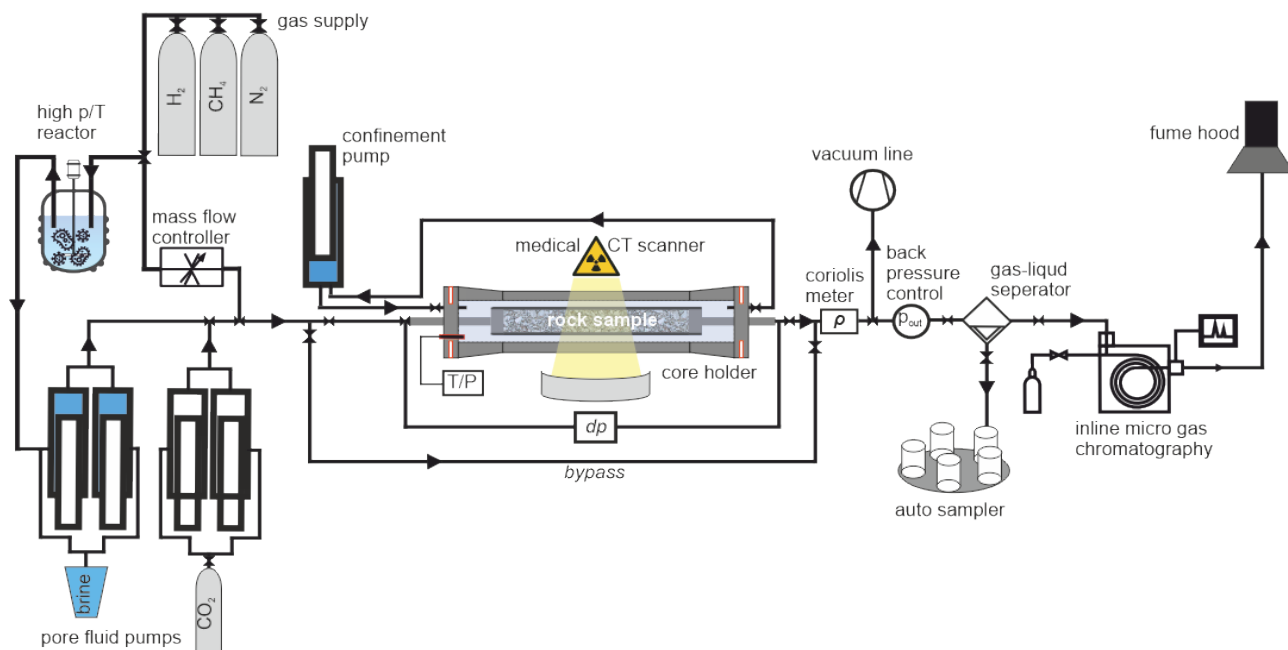 gas supply
H₂
CH₄
N₂
high p/T
reactor
mass flow
controller
confinement
pump
medical CT scanner
rock sample
T/P
core holder
dp
bypass
vacuum line
coriolis
meter
ρ
back
pressure
control
pout
gas-liqud
seperator
fume hood
inline micro gas
chromatography
auto sampler
brine
CO₂
pore fluid pumps